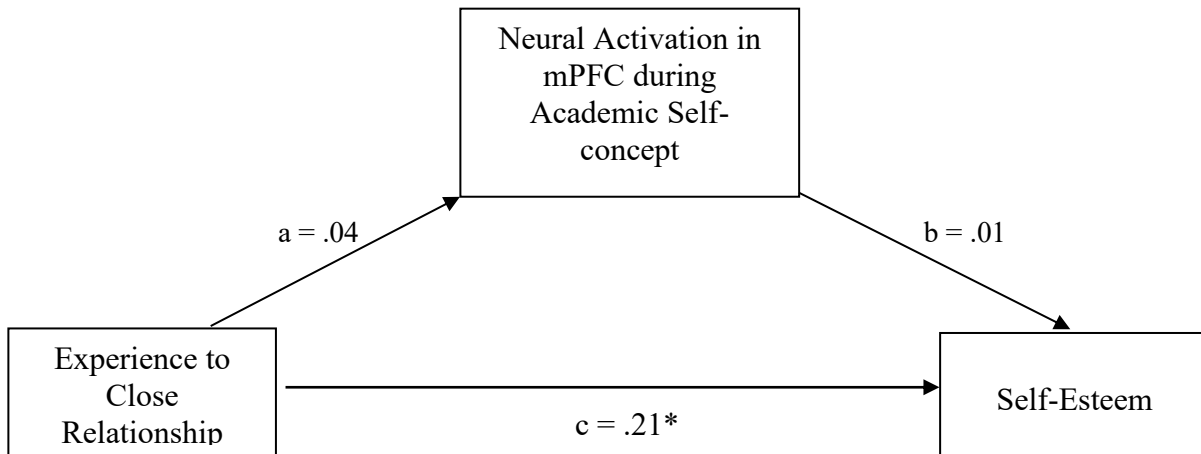 Neural Activation in
mPFC during
Academic Self-
concept
a = .04
b = .01
Experience to
Close
Relationship
c = .21*
Self-Esteem